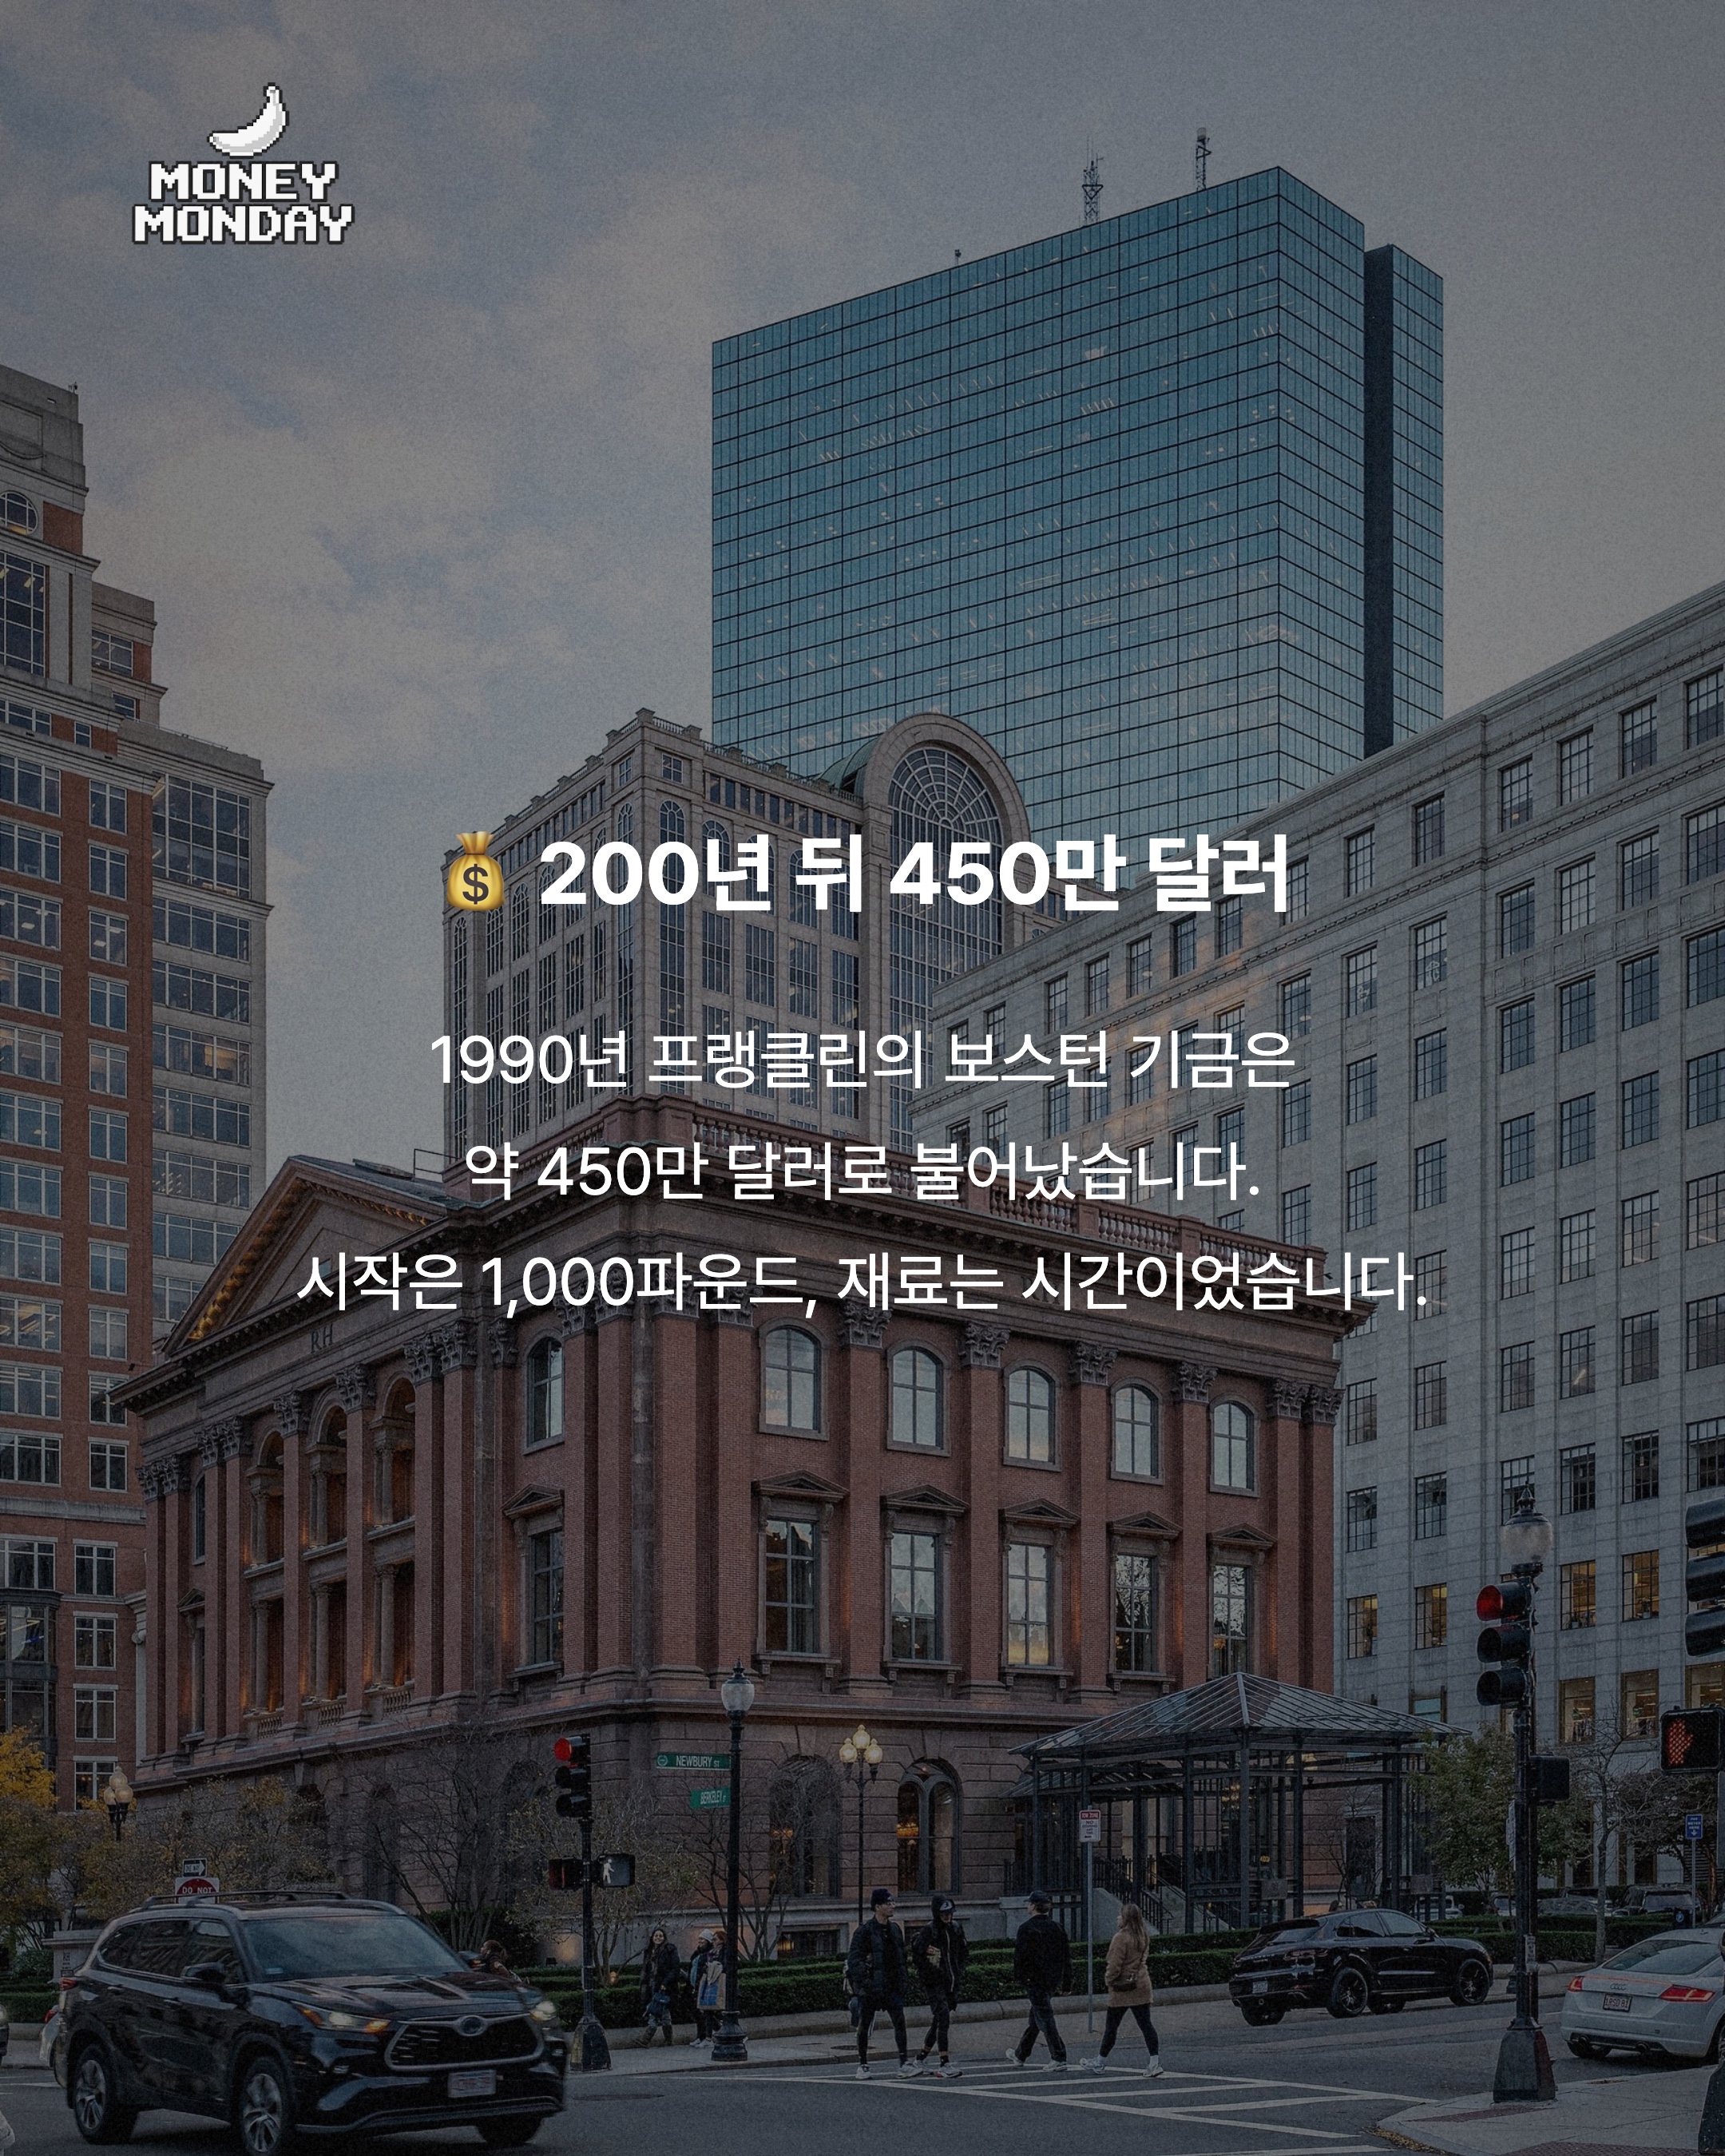 MONEY
MONDAY
💰 200년 뒤 450만 달러
1990년 프랭클린의 보스턴 기금은
약 450만 달러로 불어났습니다.
시작은 1,000파운드, 재료는 시간이었습니다.
RH
NEWBURY ST
BERKELEY ST
DO NOT